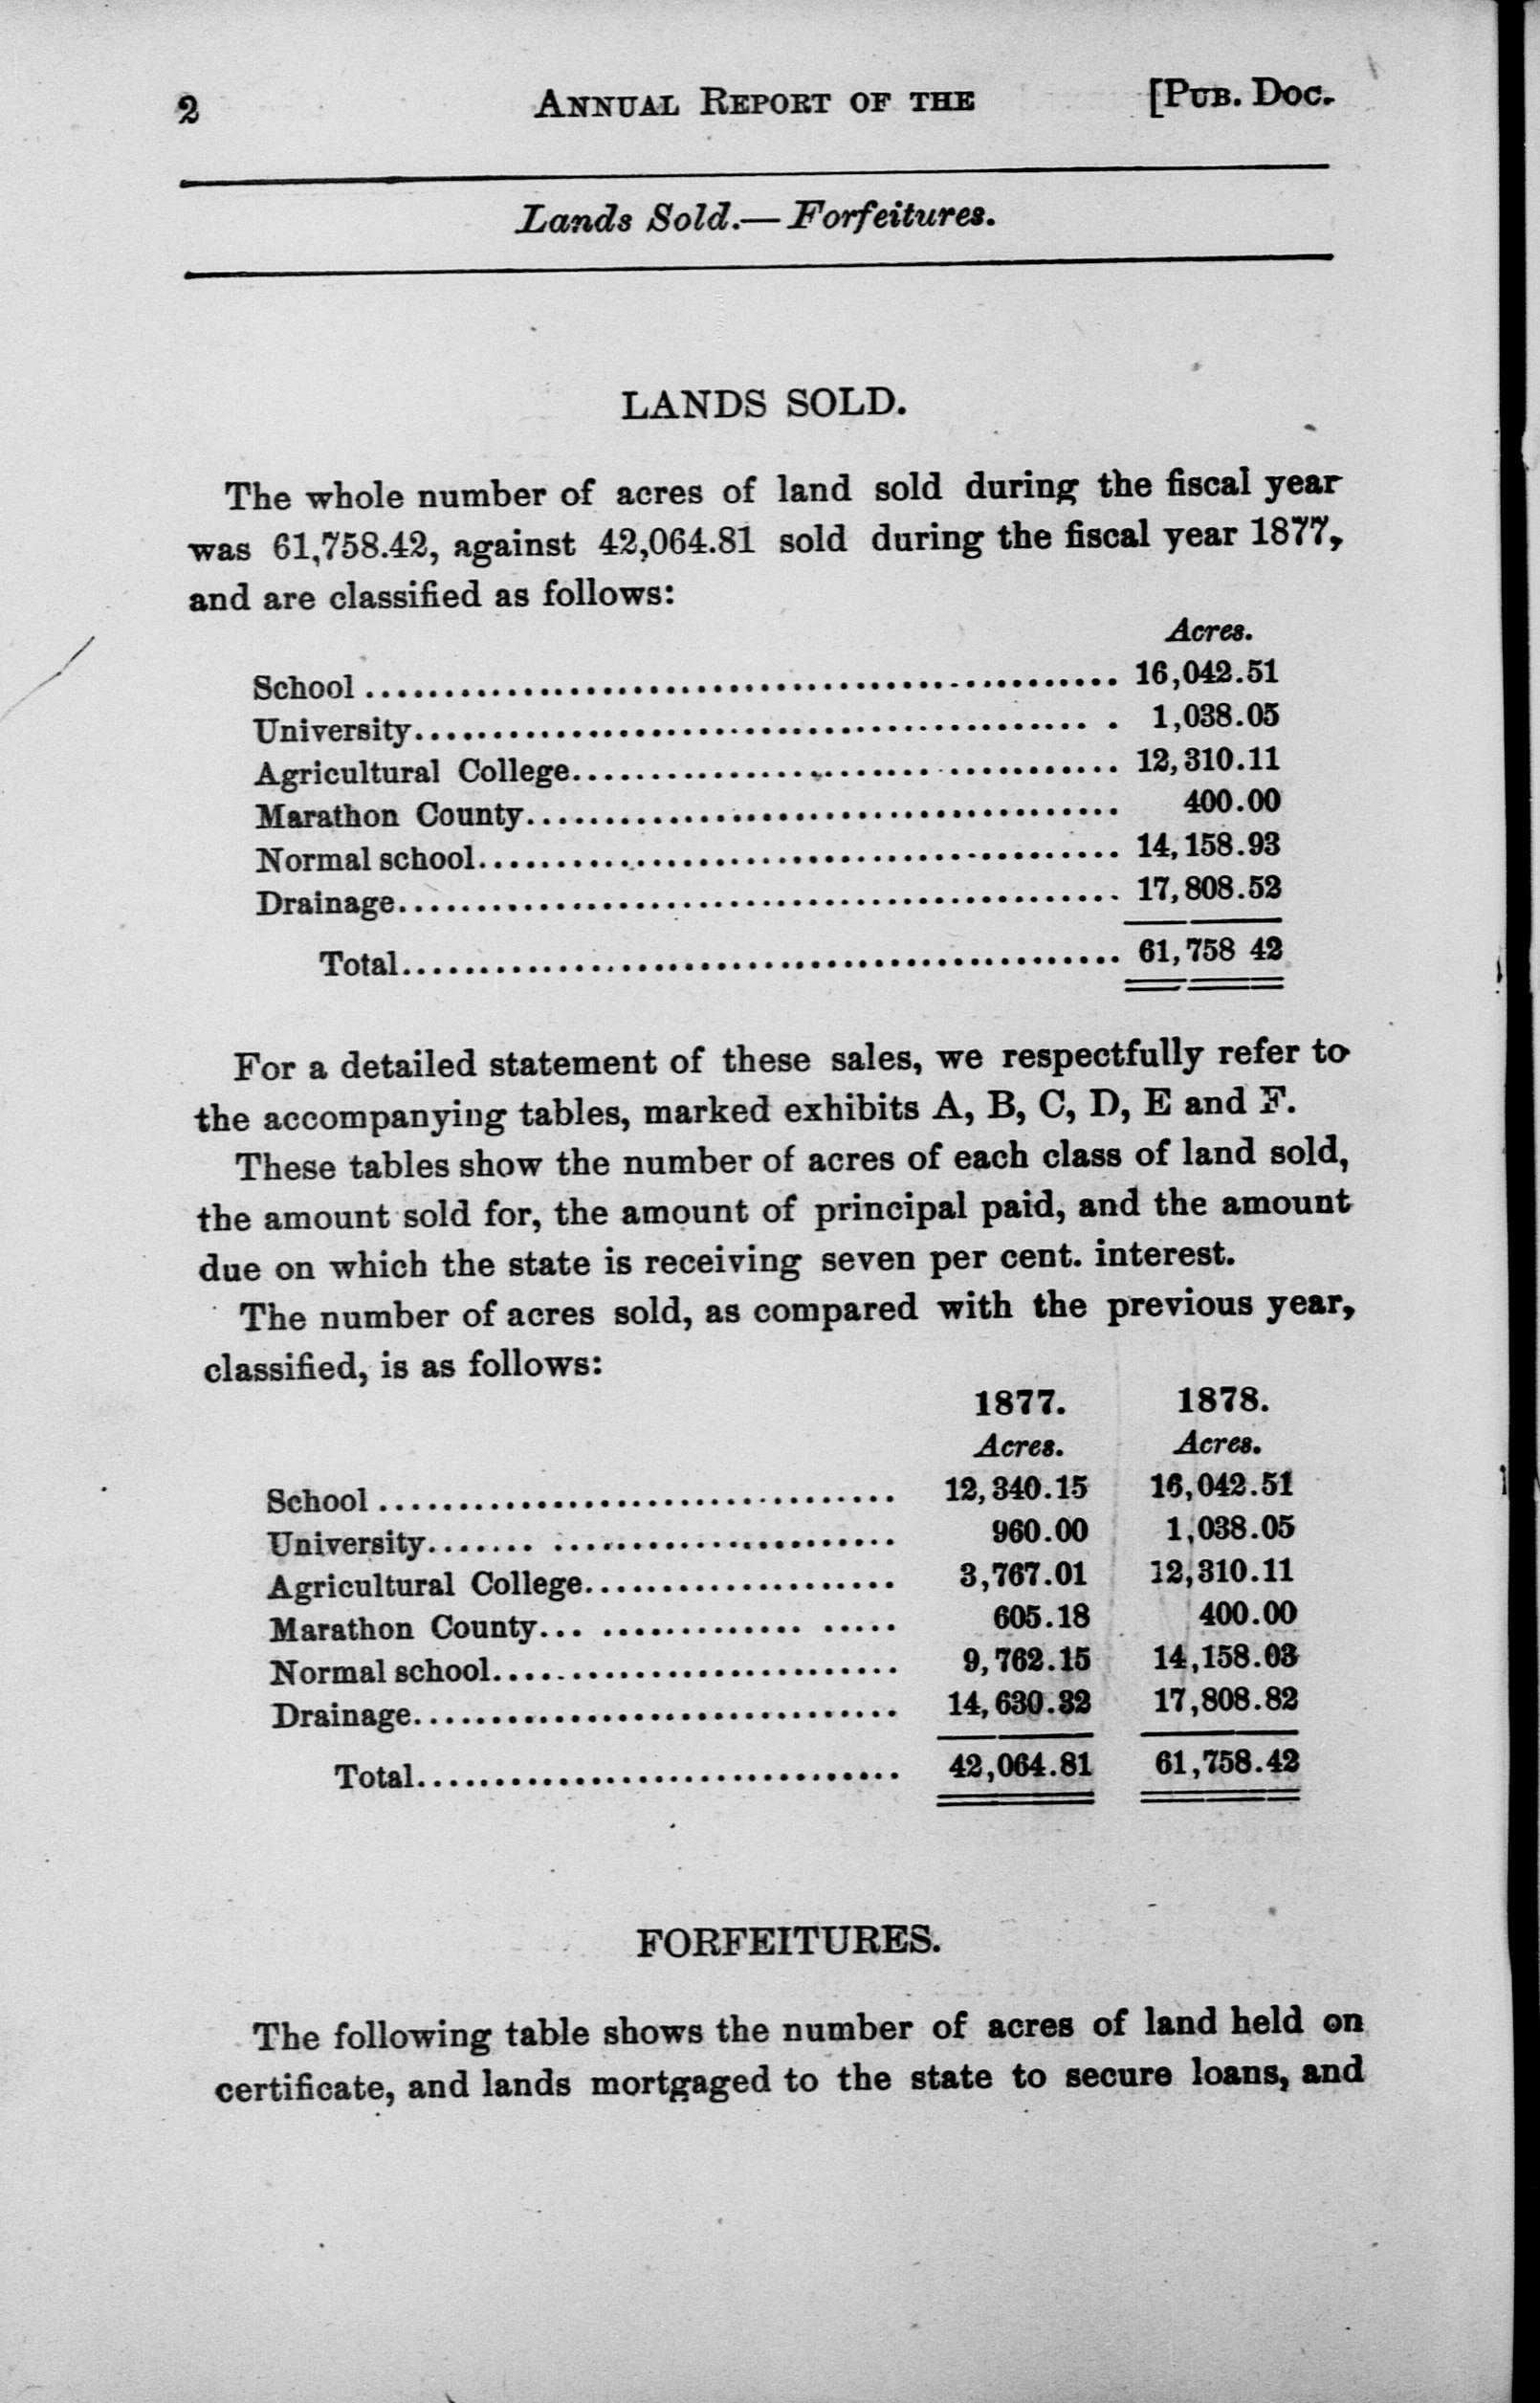 2 ANNUAL REPORT OF THE [PUB. DOC.
Lands Sold.—Forfeitures.
LANDS SOLD.
The whole number of acres of land sold during the fiscal year
was 61,758.42, against 42,064.81 sold during the fiscal year 1877,
and are classified as follows:
Acres.
School ........................................ 16,042.51
University........................................ 1,038.05
Agricultural College........................................ 12,310.11
Marathon County........................................ 400.00
Normal school........................................ 14,158.93
Drainage........................................ 17,808.52
Total........................................ 61,758 42
For a detailed statement of these sales, we respectfully refer to
the accompanying tables, marked exhibits A, B, C, D, E and F.
These tables show the number of acres of each class of land sold,
the amount sold for, the amount of principal paid, and the amount
due on which the state is receiving seven per cent. interest.
The number of acres sold, as compared with the previous year,
classified, is as follows:
1877. 1878.
Acres. Acres.
School .............................. 12,340.15 16,042.51
University....... ...................... 960.00 1,038.05
Agricultural College.................... 3,767.01 12,310.11
Marathon County... ............. ..... 605.18 400.00
Normal school.......................... 9,762.15 14,158.03
Drainage.............................. 14,630.32 17,808.82
Total.............................. 42,064.81 61,758.42
FORFEITURES.
The following table shows the number of acres of land held on
certificate, and lands mortgaged to the state to secure loans, and